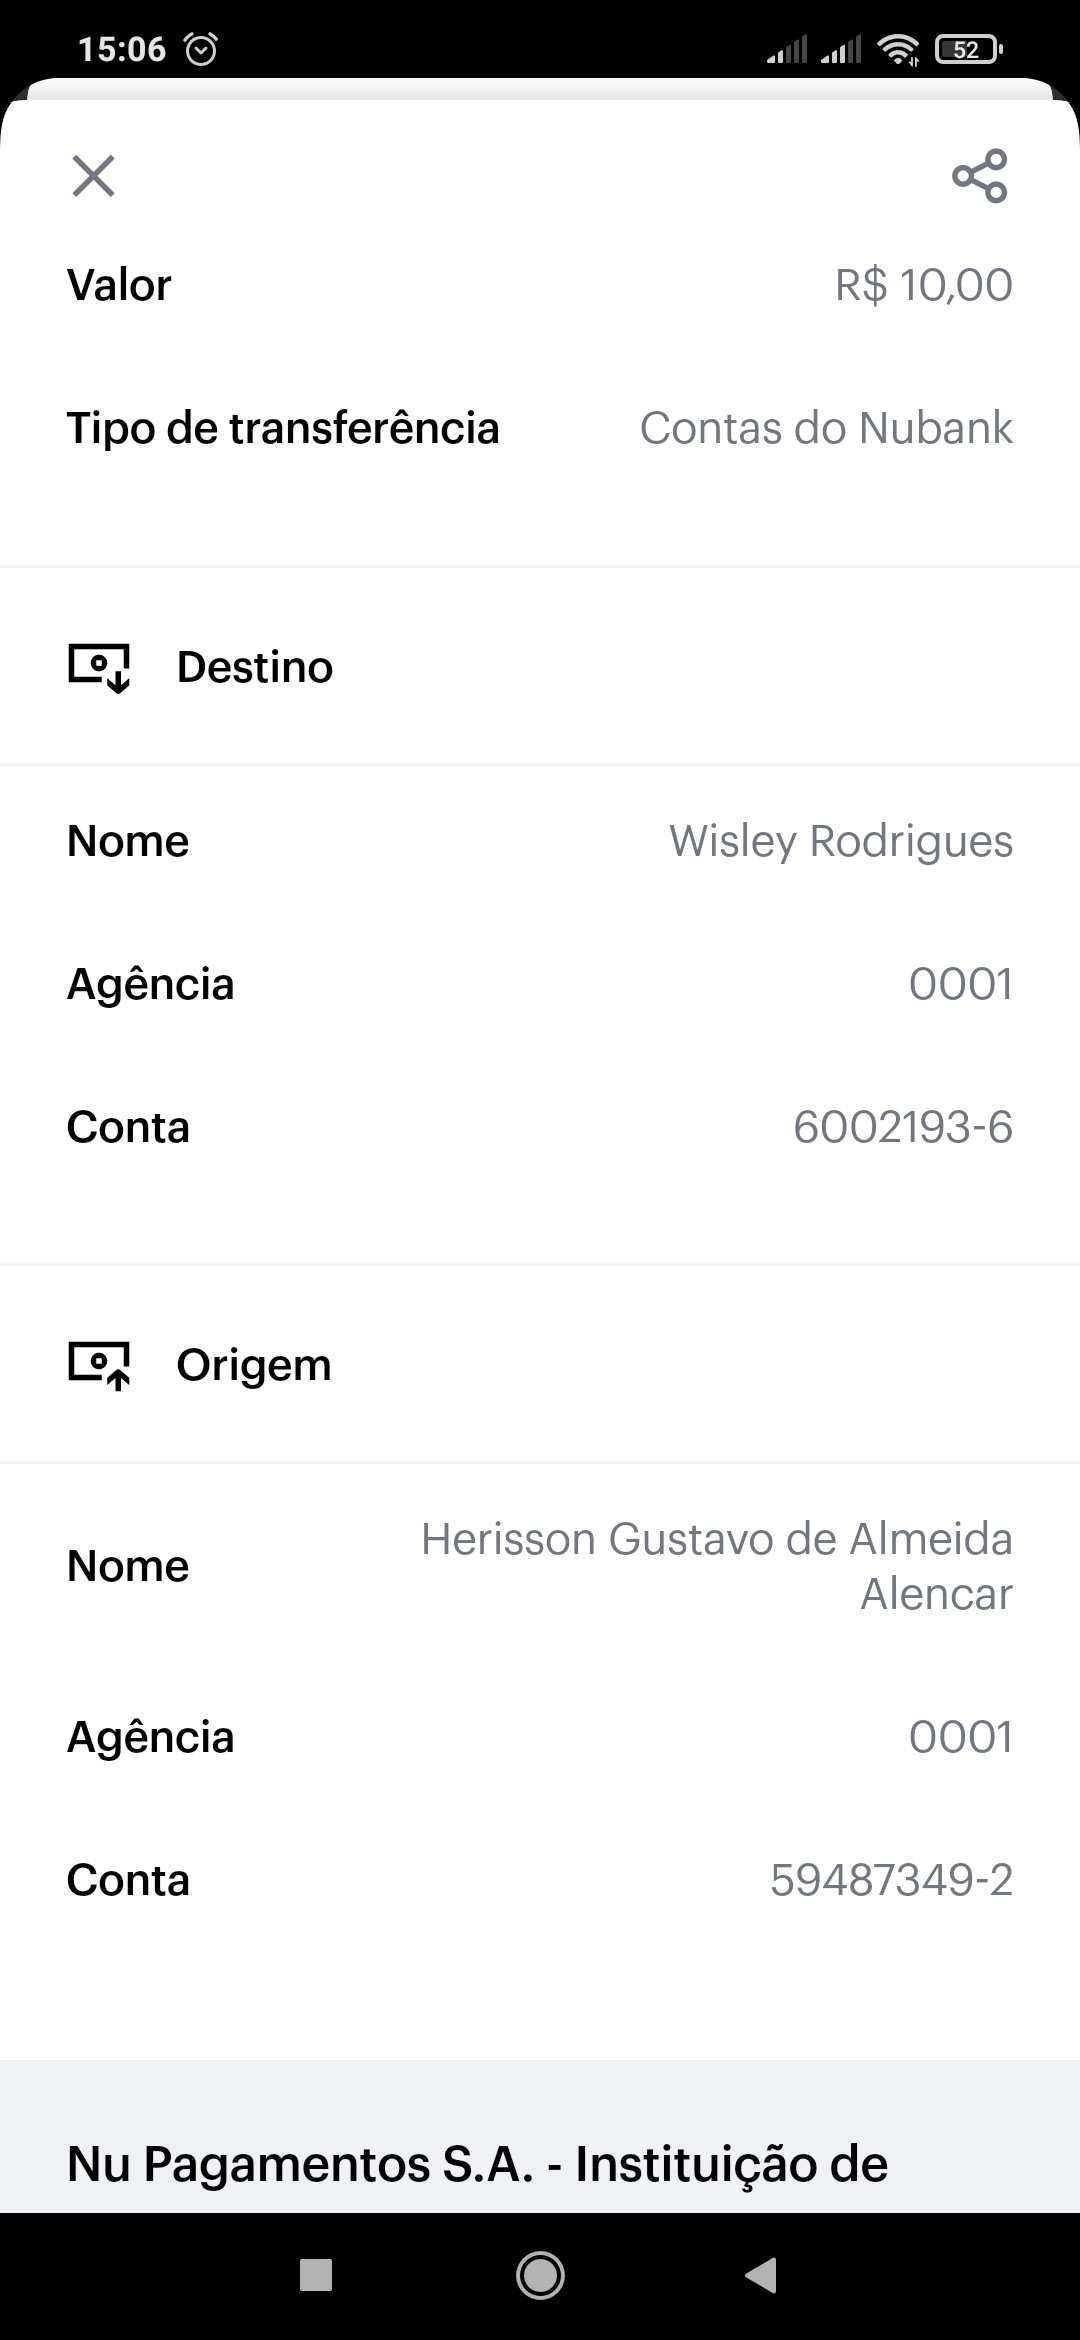 15:06
52
Valor R$ 10,00
Tipo de transferência Contas do Nubank
Destino
Nome Wisley Rodrigues
Agência 0001
Conta 6002193-6
Origem
Nome Herisson Gustavo de Almeida
Alencar
Agência 0001
Conta 59487349-2
Nu Pagamentos S.A. - Instituição de